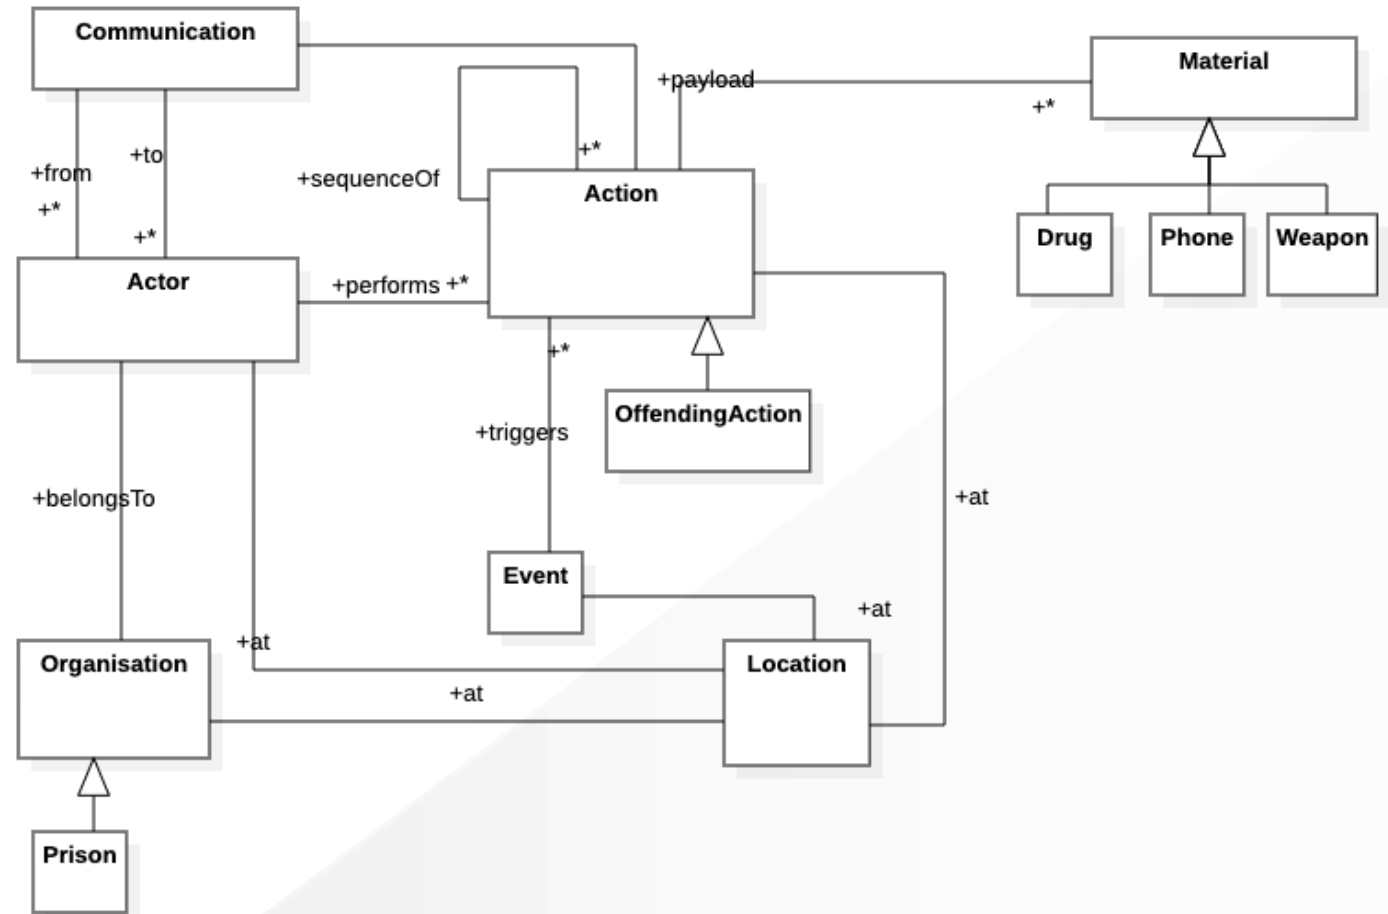 Communication
Material
+payload
+*
+*
+to
+from
+sequenceOf
Action
+*
+*
Drug
Phone
Weapon
Actor
+performs +*
+*
OffendingAction
+triggers
+belongsTo
+at
Event
+at
+at
Organisation
Location
+at
Prison